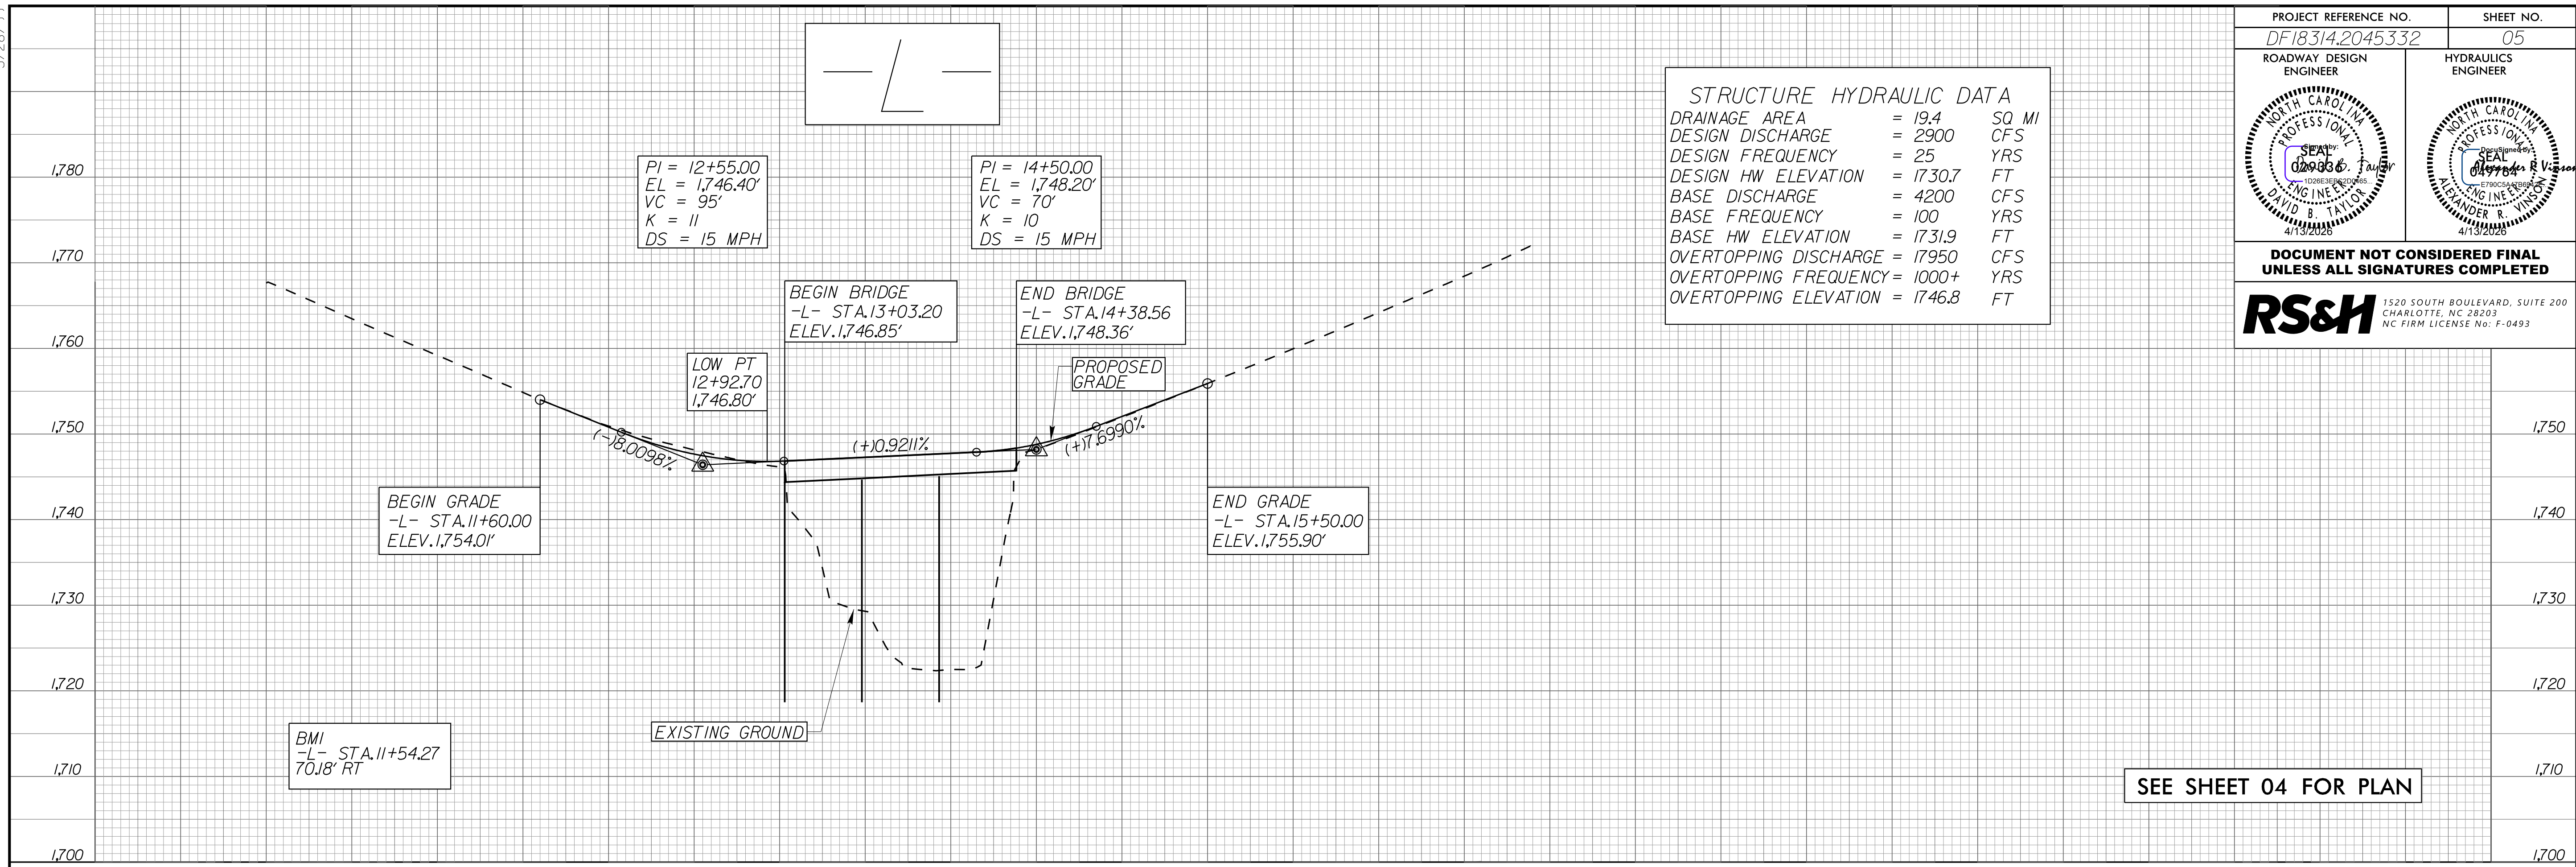 PROJECT REFERENCE NO. SHEET NO.
DF18314.2045332 05
ROADWAY DESIGN
ENGINEER
HYDRAULICS
ENGINEER
NORTH CAROLINA
PROFESSIONAL
Signed by:
SEAL
029336
1D26E3EBC2D0465
ENGINEER
DAVID B. TAYLOR
4/13/2026
NORTH CAROLINA
PROFESSIONAL
DocuSigned by:
SEAL
047764
ENGINEER
ALEXANDER R. VINSON
4/13/2026
DOCUMENT NOT CONSIDERED FINAL
UNLESS ALL SIGNATURES COMPLETED
RS&H
1520 SOUTH BOULEVARD, SUITE 200
CHARLOTTE, NC 28203
NC FIRM LICENSE No: F-0493
-L-
STRUCTURE HYDRAULIC DATA
DRAINAGE AREA = 19.4 SQ MI
DESIGN DISCHARGE = 2900 CFS
DESIGN FREQUENCY = 25 YRS
DESIGN HW ELEVATION = 1730.7 FT
BASE DISCHARGE = 4200 CFS
BASE FREQUENCY = 100 YRS
BASE HW ELEVATION = 1731.9 FT
OVERTOPPING DISCHARGE = 17950 CFS
OVERTOPPING FREQUENCY = 1000+ YRS
OVERTOPPING ELEVATION = 1746.8 FT
PI = 12+55.00
EL = 1,746.40'
VC = 95'
K = 11
DS = 15 MPH
PI = 14+50.00
EL = 1,748.20'
VC = 70'
K = 10
DS = 15 MPH
BEGIN BRIDGE
-L- STA.13+03.20
ELEV.1,746.85'
END BRIDGE
-L- STA.14+38.56
ELEV.1,748.36'
LOW PT
12+92.70
1,746.80'
PROPOSED
GRADE
(-)8.0098%
(+)0.9211%
(+)7.6990%
BEGIN GRADE
-L- STA.11+60.00
ELEV.1,754.01'
END GRADE
-L- STA.15+50.00
ELEV.1,755.90'
EXISTING GROUND
BM1
-L- STA.11+54.27
70.18' RT
SEE SHEET 04 FOR PLAN
1,780
1,770
1,760
1,750
1,740
1,730
1,720
1,710
1,700
1,750
1,740
1,730
1,720
1,710
1,700